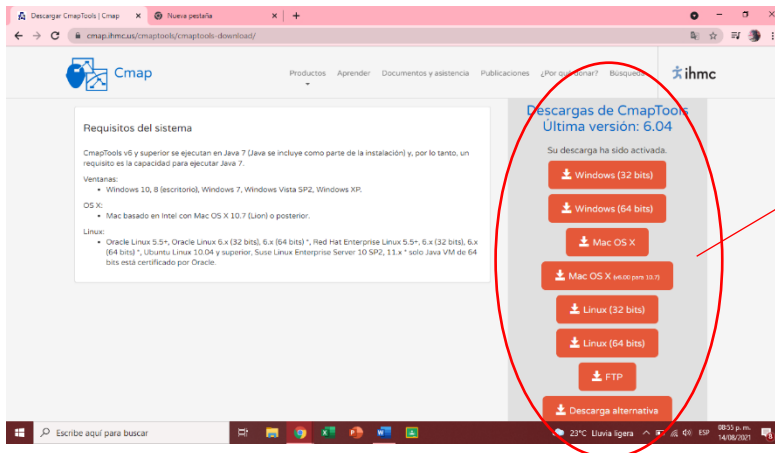 Descargar CmapTools | Cmap
Nueva pestaña
cmap.ihmc.us/cmaptools/cmaptools-download/
Cmap
Productos Aprender Documentos y asistencia Publicaciones ¿Por qué donar? Búsqueda
ihmc
Requisitos del sistema
CmapTools v6 y superior se ejecutan en Java 7 (Java se incluye como parte de la instalación) y, por lo tanto, un
requisito es la capacidad para ejecutar Java 7.
Ventanas:
• Windows 10, 8 (escritorio), Windows 7, Windows Vista SP2, Windows XP.
OS X:
• Mac basado en Intel con Mac OS X 10.7 (Lion) o posterior.
Linux:
• Oracle Linux 5.5+, Oracle Linux 6.x (32 bits), 6.x (64 bits) *, Red Hat Enterprise Linux 5.5+, 6.x (32 bits), 6.x
(64 bits) *, Ubuntu Linux 10.04 y superior, Suse Linux Enterprise Server 10 SP2, 11.x * solo Java VM de 64
bits está certificado por Oracle.
Descargas de CmapTools
Última versión: 6.04
Su descarga ha sido activada.
Windows (32 bits)
Windows (64 bits)
Mac OS X
Mac OS X (v6.00 para 10.7)
Linux (32 bits)
Linux (64 bits)
FTP
Descarga alternativa
Escribe aquí para buscar
23°C Lluvia ligera
ESP
08:55 p. m.
14/08/2021